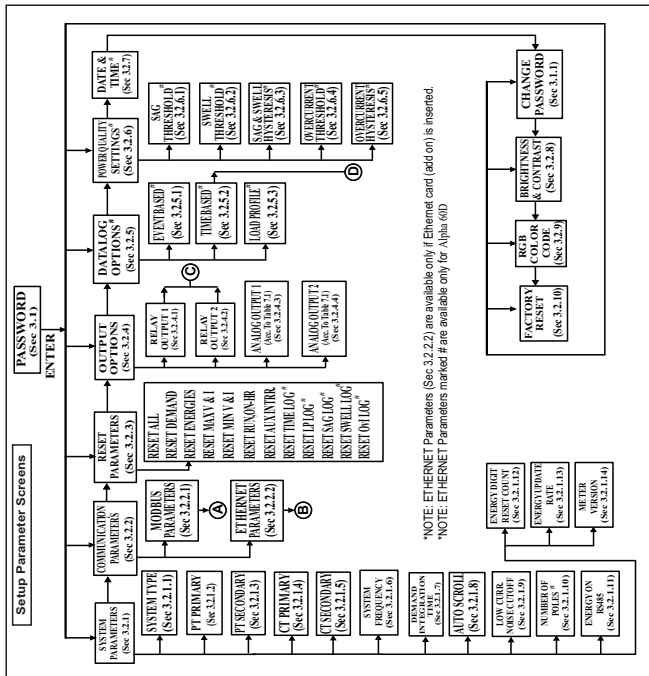 Setup Parameter Screens
PASSWORD
(Sec 3.1)
ENTER
SYSTEM
PARAMETERS
(Sec 3.2.1)
COMMUNICATION
PARAMETERS
(Sec 3.2.2)
RESET
PARAMETERS
(Sec 3.2.3)
OUTPUT
OPTIONS
(Sec 3.2.4)
DATALOG
OPTIONS#
(Sec 3.2.5)
POWER QUALITY
SETTINGS#
(Sec 3.2.6)
DATE &
TIME#
(Sec 3.2.7)
SYSTEM TYPE
(Sec 3.2.1.1)
PT PRIMARY
(Sec 3.2.1.2)
PT SECONDARY
(Sec 3.2.1.3)
CT PRIMARY
(Sec 3.2.1.4)
CT SECONDARY
(Sec 3.2.1.5)
SYSTEM
FREQUENCY
(Sec 3.2.1.6)
DEMAND
INTEGRATION
TIME
(Sec 3.2.1.7)
AUTO SCROLL
(Sec 3.2.1.8)
LOW CURR.
NOISE CUTOFF
(Sec 3.2.1.9)
NUMBER OF
POLES #
(Sec 3.2.1.10)
ENERGY ON
RS485
(Sec 3.2.1.11)
ENERGY DIGIT
RESET COUNT
(Sec 3.2.1.12)
ENERGY UPDATE
RATE
(Sec 3.2.1.13)
METER
VERSION
(Sec 3.2.1.14)
MODBUS
PARAMETERS
(Sec 3.2.2.1)
A
ETHERNET
PARAMETERS
(Sec 3.2.2.2)
B
RESET ALL
RESET DEMAND
RESET ENERGIES
RESET MAX V & I
RESET MIN V & I
RESET RUN,ON-HR
RESET AUX INTRR.
RESET TIME LOG#
RESET LP LOG#
RESET SAG LOG#
RESET SWELL LOG#
RESET OvI LOG#
RELAY
OUTPUT 1
(Sec 3.2.4.1)
RELAY
OUTPUT 2
(Sec 3.2.4.2)
C
ANALOG OUTPUT 1
(Acc. To Table 7.1)
(Sec 3.2.4.3)
ANALOG OUTPUT 2
(Acc. To Table 7.1)
(Sec 3.2.4.4)
EVENT BASED#
(Sec 3.2.5.1)
TIME BASED#
(Sec 3.2.5.2)
LOAD PROFILE#
(Sec 3.2.5.3)
D
SAG
THRESHOLD#
(Sec 3.2.6.1)
SWELL
THRESHOLD#
(Sec 3.2.6.2)
SAG & SWELL
HYSTERESIS#
(Sec 3.2.6.3)
OVERCURRENT
THRESHOLD#
(Sec 3.2.6.4)
OVERCURRENT
HYSTERESIS#
(Sec 3.2.6.5)
*NOTE: ETHERNET Parameters (Sec 3.2.2.2) are available only if Ethernet card (add on) is inserted.
*NOTE: ETHERNET Parameters marked # are available only for Alpha 60D
FACTORY
RESET
(Sec 3.2.10)
RGB
COLOR
CODE
(Sec 3.2.9)
BRIGHTNESS
& CONTRAST
(Sec 3.2.8)
CHANGE
PASSWORD
(Sec 3.1.1)